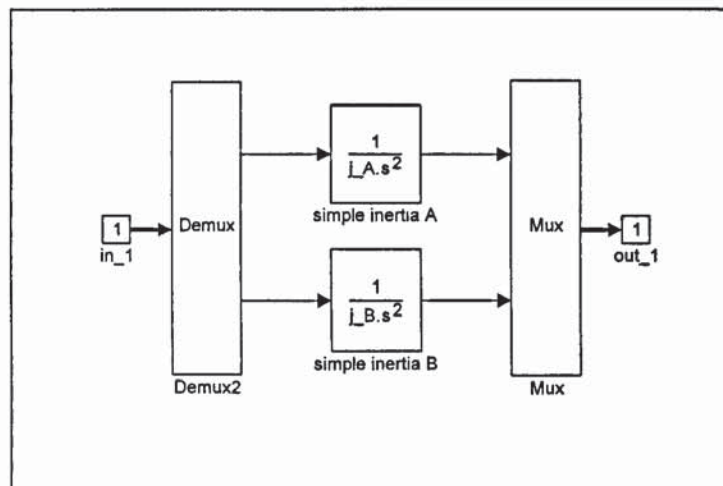 1
in_1
Demux
Demux2
1
j_A.s²
simple inertia A
1
j_B.s²
simple inertia B
Mux
Mux
1
out_1